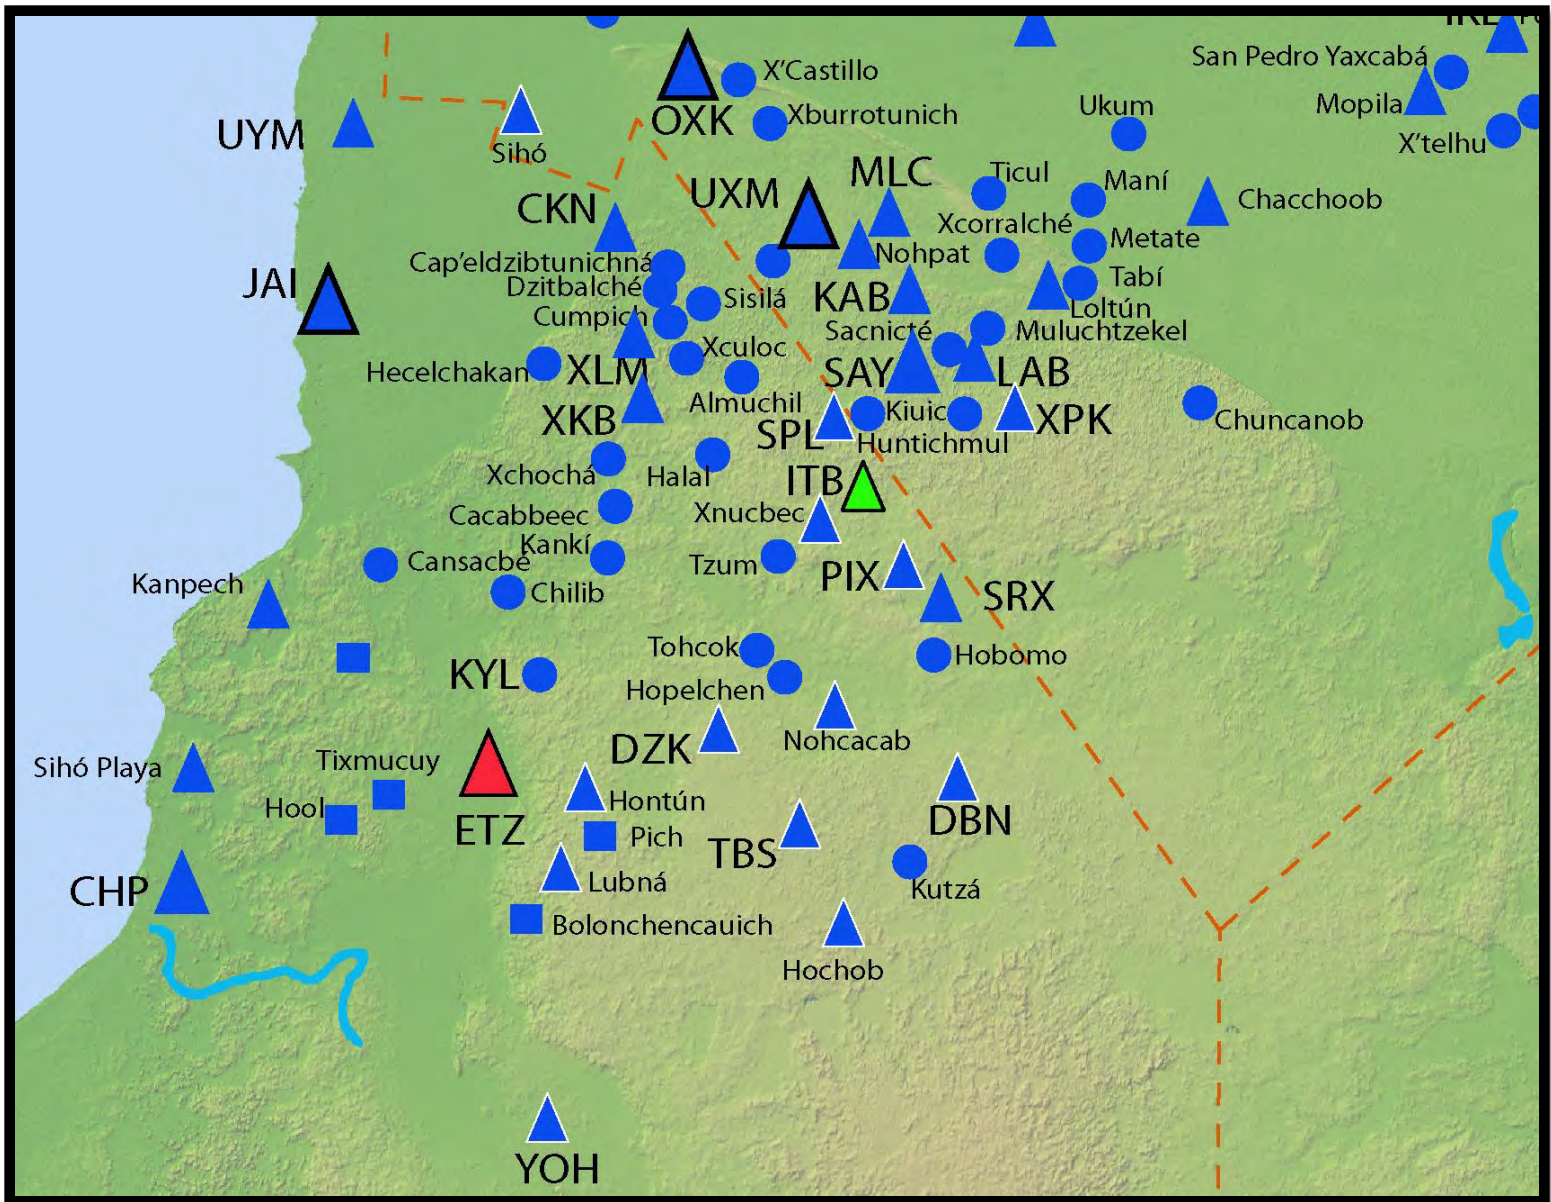 San Pedro Yaxcabá
X'Castillo
Mopila
Ukum
OXK
Xburrotunich
UYM
X'telhu
Sihó
MLC
Ticul
Maní
UXM
Chacchoob
CKN
Xcorralché
Metate
Nohpat
Cap'eldzibtunichná
Tabí
JAI
Dzitbalché
Sisilá
KAB
Loltún
Cumpich
Sacnicté
Muluchtzekel
Xculoc
Hecelchakan
XLM
SAY
LAB
Almuchil
Kiuic
XKB
SPL
XPK
Chuncanob
Huntichmul
Xchochá
Halal
ITB
Cacabbeec
Xnucbec
Kankí
Cansacbé
Tzum
PIX
Kanpech
Chilib
SRX
Tohcok
Hobomo
KYL
Hopelchen
Nohcacab
DZK
Sihó Playa
Tixmucuy
Hool
Hontún
ETZ
DBN
Pich
TBS
Lubná
CHP
Kutzá
Bolonchencauich
Hochob
YOH